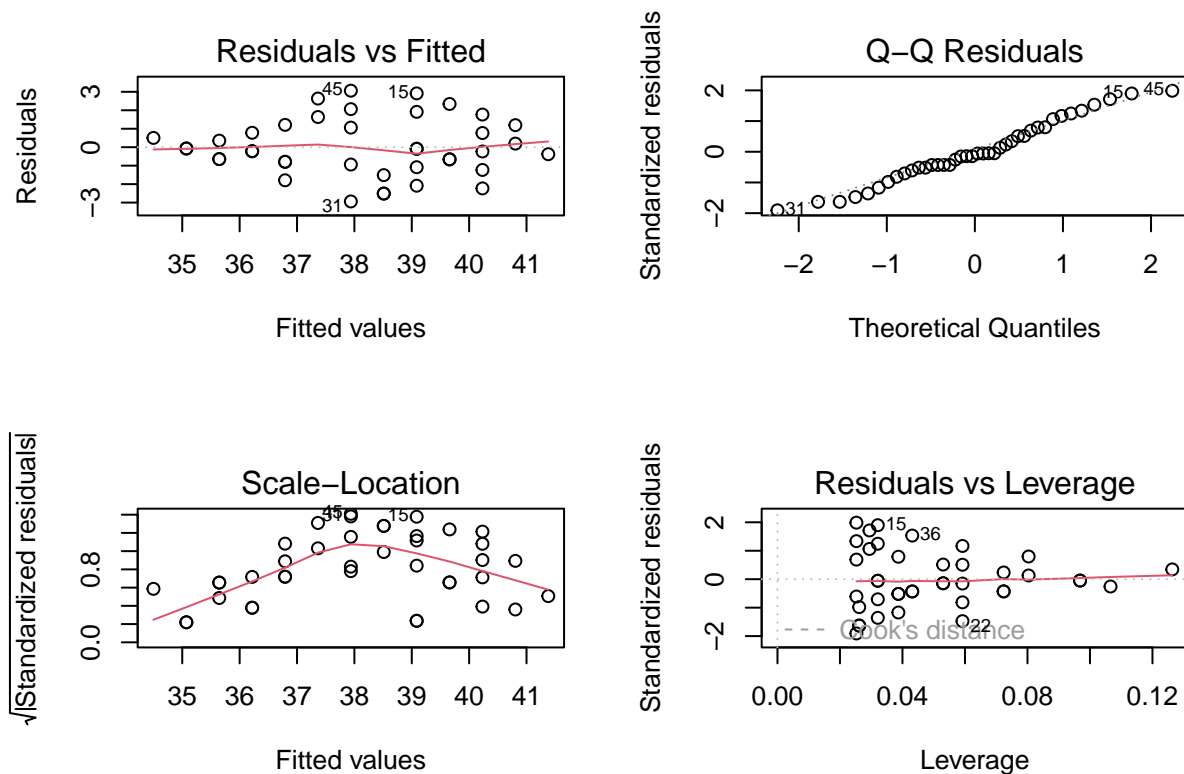 Residuals vs Fitted
Residuals
3
0
−3
45
15
31
35 36 37 38 39 40 41
Fitted values
Q−Q Residuals
Standardized residuals
2
0
−2
15
45
31
−2 −1 0 1 2
Theoretical Quantiles
Scale−Location
√|Standardized residuals|
0.8
0.0
45
31
15
35 36 37 38 39 40 41
Fitted values
Residuals vs Leverage
Standardized residuals
2
0
−2
15
36
22
Cook's distance
0.00 0.04 0.08 0.12
Leverage